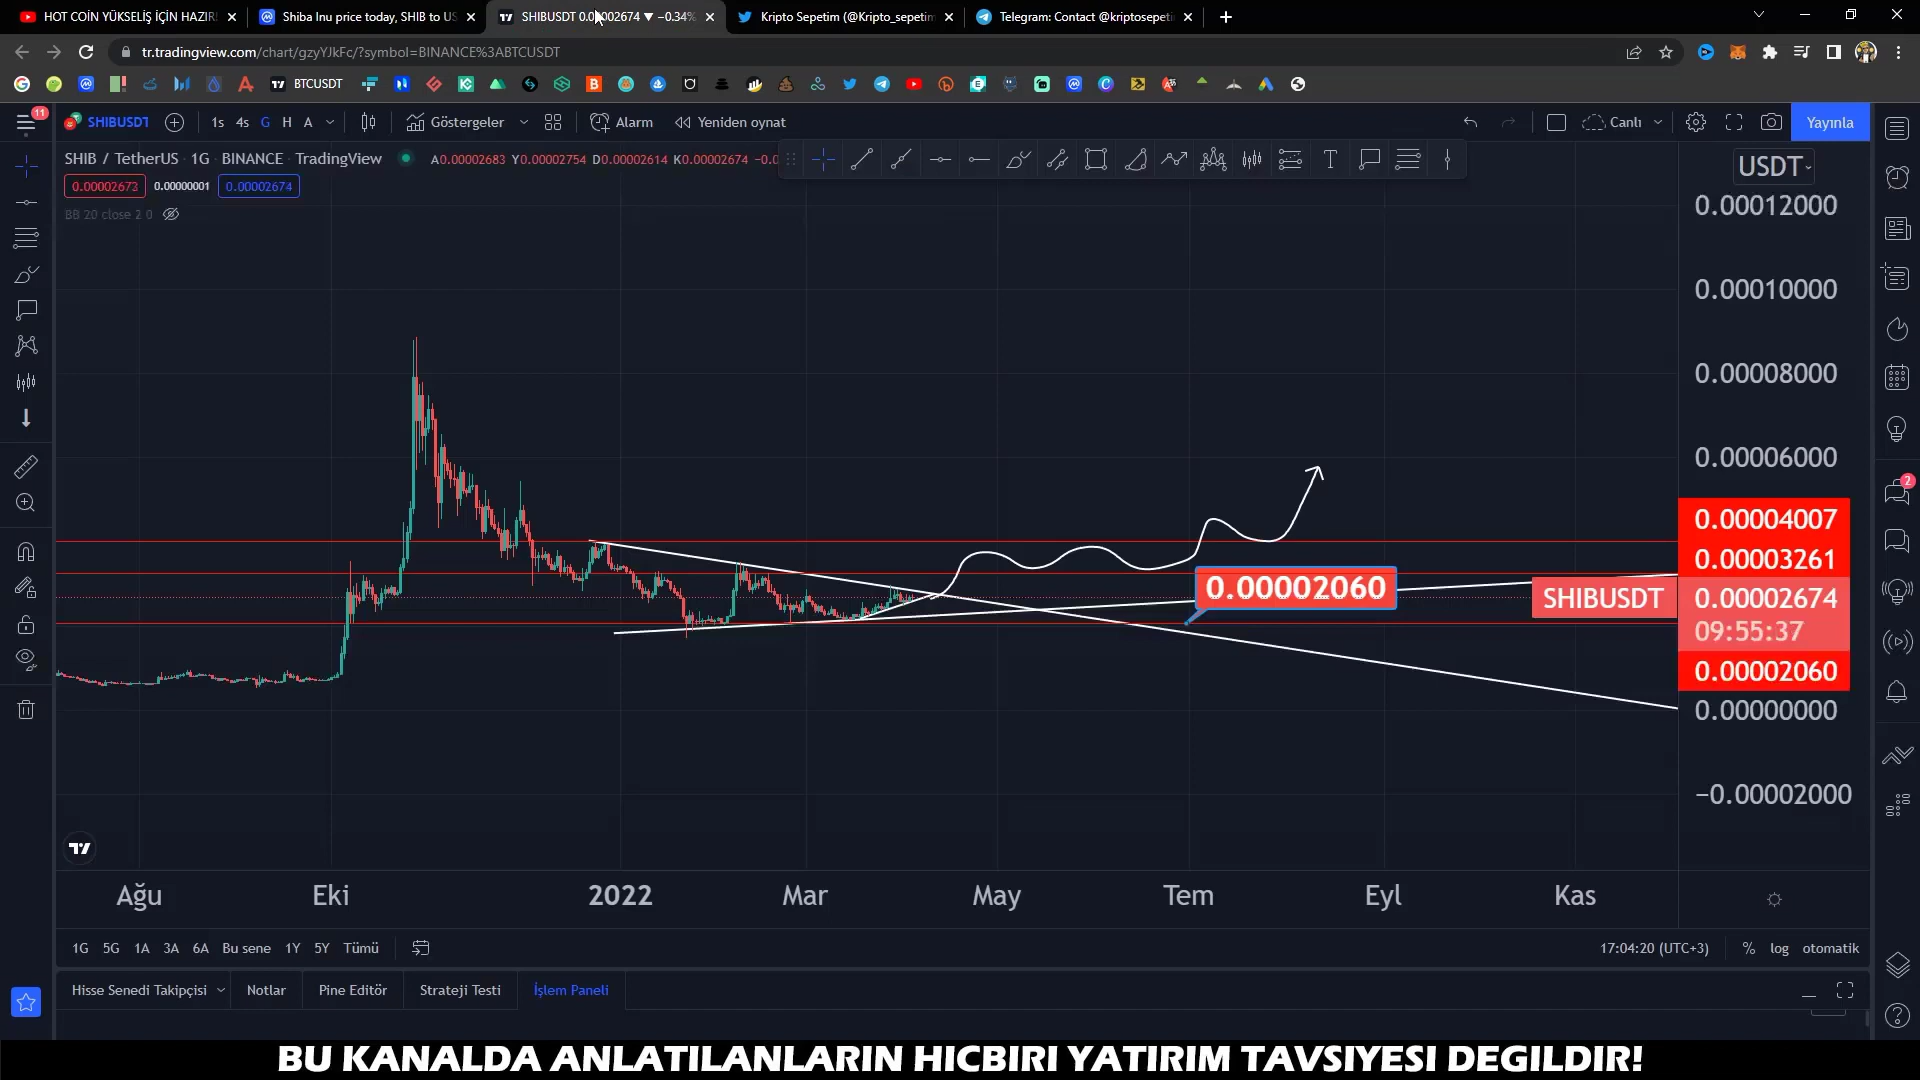 HOT COİN YÜKSELİŞ İÇİN HAZIR!
Shiba Inu price today, SHIB to US
SHIBUSDT 0.00002674 ▼ −0.34%
Kripto Sepetim (@Kripto_sepetim
Telegram: Contact @kriptosepeti
tr.tradingview.com/chart/gzyYJkFc/?symbol=BINANCE%3ABTCUSDT
BTCUSDT
11
SHIBUSDT
1s 4s G H A
Göstergeler
Alarm
Yeniden oynat
Canlı
Yayınla
SHIB / TetherUS · 1G · BINANCE · TradingView
A0.00002683 Y0.00002754 D0.00002614 K0.00002674 −0.0
0.00002673 0.00000001 0.00002674
BB 20 close 2 0
USDT
0.00012000
0.00010000
0.00008000
0.00006000
0.00004007
0.00003261
0.00002060
SHIBUSDT
0.00002674
09:55:37
0.00002060
0.00000000
−0.00002000
2
Ağu Eki 2022 Mar May Tem Eyl Kas
1G 5G 1A 3A 6A Bu sene 1Y 5Y Tümü
17:04:20 (UTC+3) % log otomatik
Hisse Senedi Takipçisi Notlar Pine Editör Strateji Testi İşlem Paneli
BU KANALDA ANLATILANLARIN HICBIRI YATIRIM TAVSIYESI DEGILDIR!